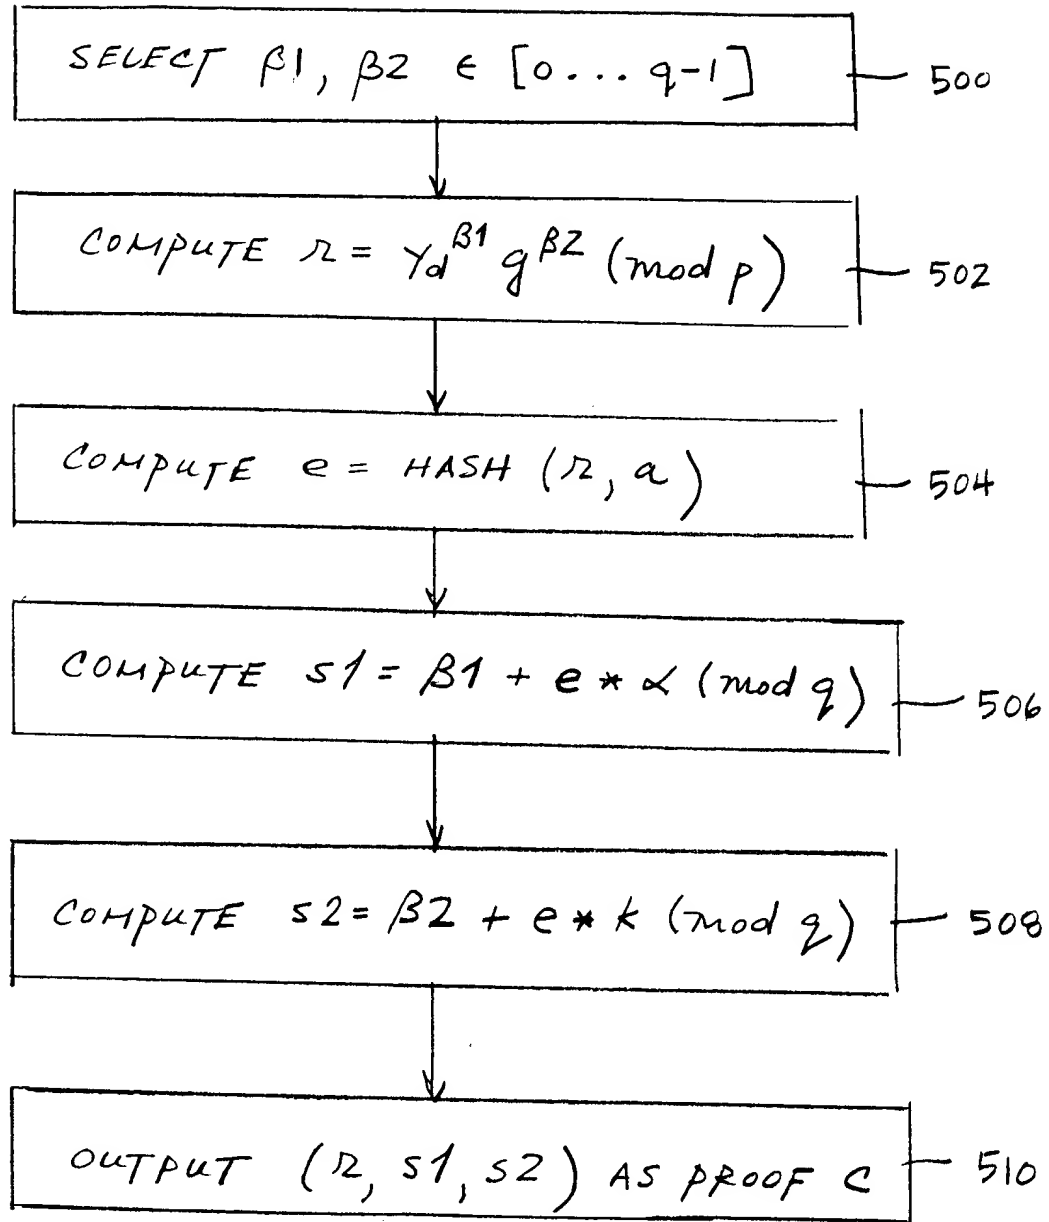 SELECT β1, β2 ∈ [0... q-1]
500
COMPUTE r = Yd^β1 g^β2 (mod p)
502
COMPUTE e = HASH (r, a)
504
COMPUTE s1 = β1 + e * α (mod q)
506
COMPUTE s2 = β2 + e * k (mod q)
508
OUTPUT (r, s1, s2) AS PROOF C
510